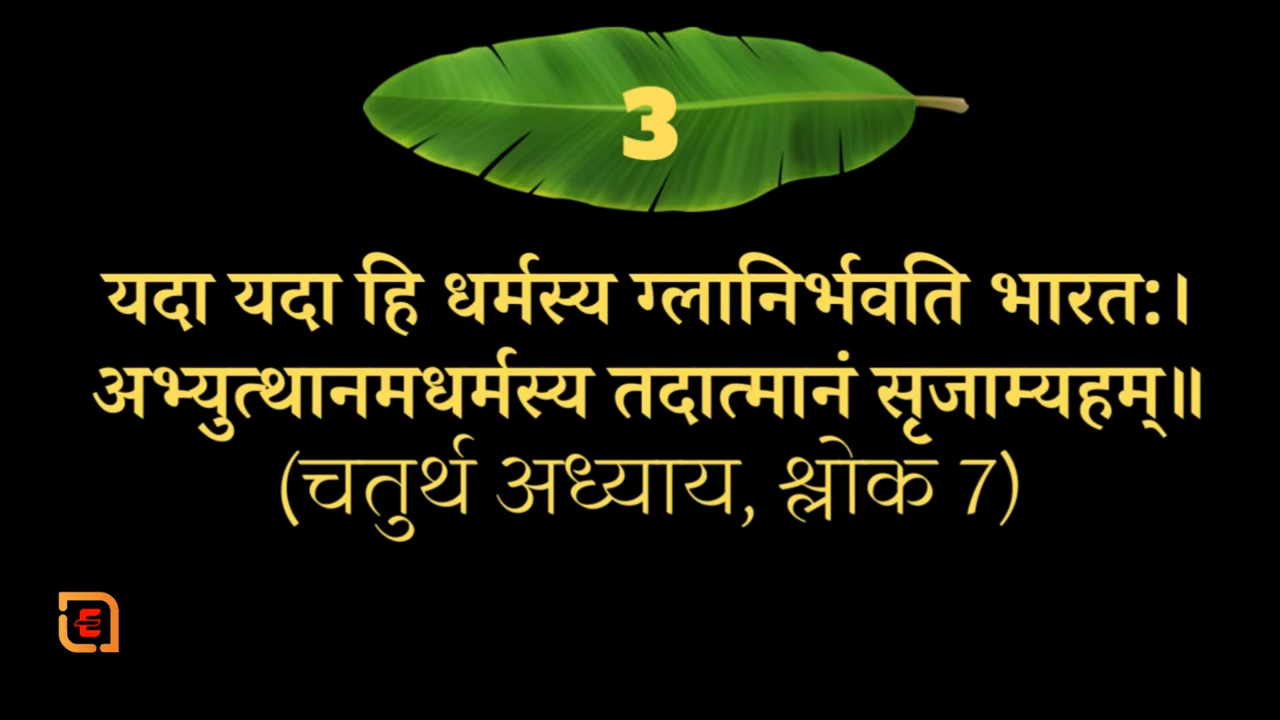 3
यदा यदा हि धर्मस्य ग्लानिर्भवति भारत:।
अभ्युत्थानमधर्मस्य तदात्मानं सृजाम्यहम्॥
(चतुर्थ अध्याय, श्लोक 7)
E